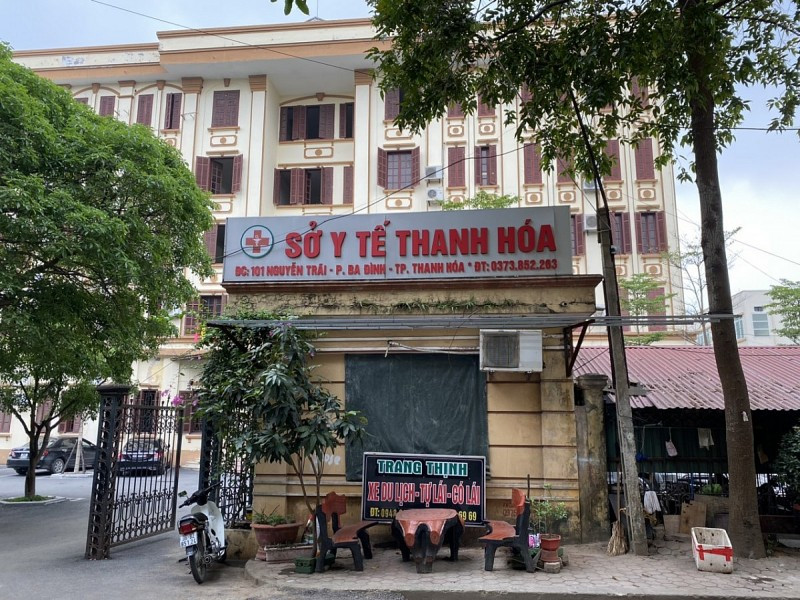 SỞ Y TẾ THANH HÓA
ĐC: 101 NGUYỄN TRÃI - P. BA ĐÌNH - TP. THANH HÓA * ĐT: 0373.852.263
TRANG THỊNH
XE DU LỊCH - TỰ LÁI - CÓ LÁI